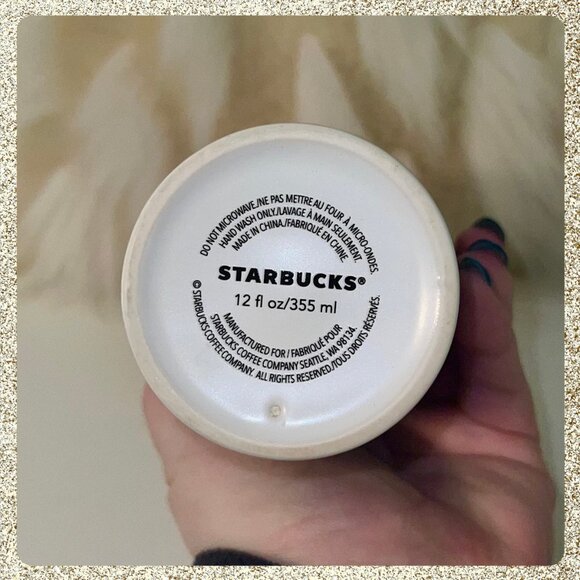 DO NOT MICROWAVE./NE PAS METTRE AU FOUR À MICRO-ONDES.
HAND WASH ONLY./LAVAGE À MAIN SEULEMENT.
MADE IN CHINA./FABRIQUÉ EN CHINE.
STARBUCKS®
12 fl oz/355 ml
MANUFACTURED FOR / FABRIQUÉ POUR
STARBUCKS COFFEE COMPANY SEATTLE, WA 98134.
© STARBUCKS COFFEE COMPANY. ALL RIGHTS RESERVED./TOUS DROITS RÉSERVÉS.